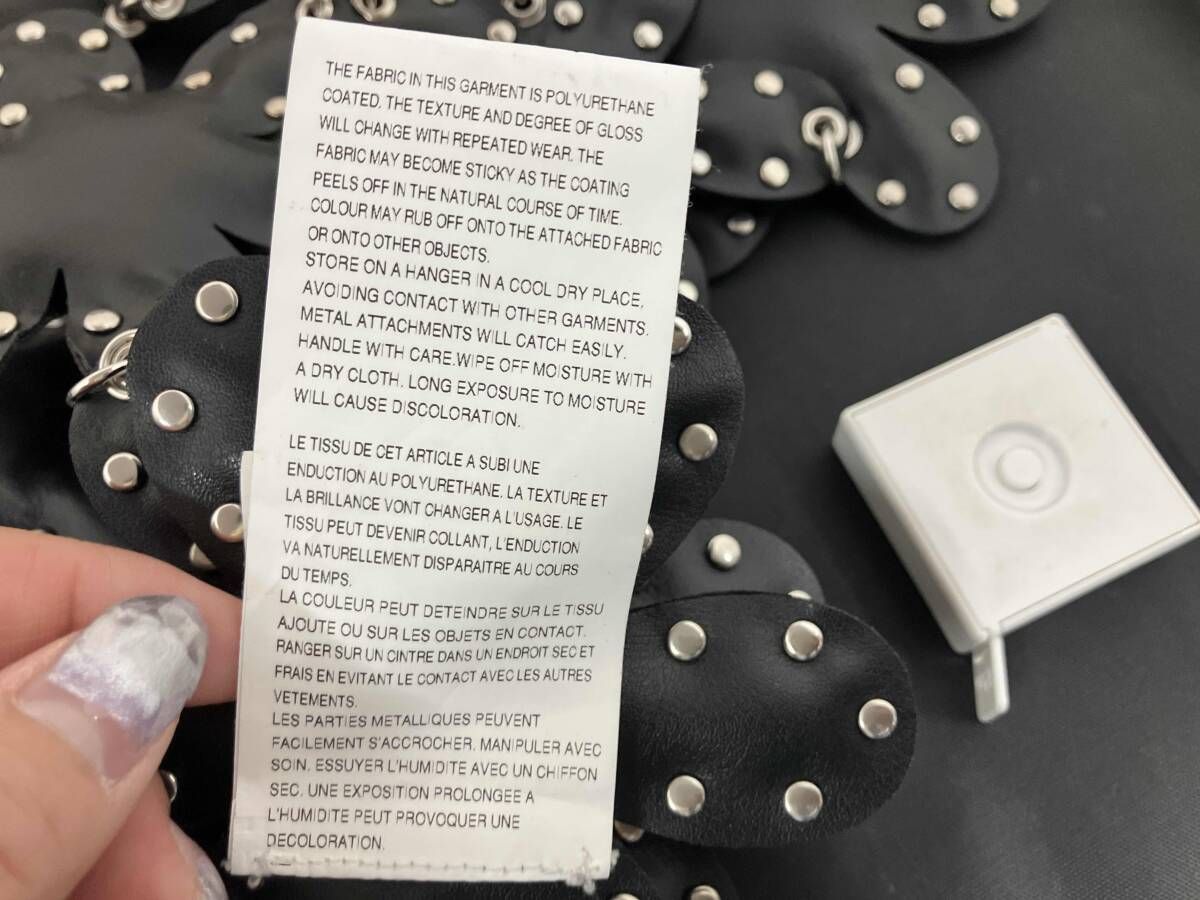 THE FABRIC IN THIS GARMENT IS POLYURETHANE
COATED. THE TEXTURE AND DEGREE OF GLOSS
WILL CHANGE WITH REPEATED WEAR. THE
FABRIC MAY BECOME STICKY AS THE COATING
PEELS OFF IN THE NATURAL COURSE OF TIME.
COLOUR MAY RUB OFF ONTO THE ATTACHED FABRIC
OR ONTO OTHER OBJECTS.
STORE ON A HANGER IN A COOL DRY PLACE,
AVOIDING CONTACT WITH OTHER GARMENTS.
METAL ATTACHMENTS WILL CATCH EASILY.
HANDLE WITH CARE.WIPE OFF MOISTURE WITH
A DRY CLOTH. LONG EXPOSURE TO MOISTURE
WILL CAUSE DISCOLORATION.
LE TISSU DE CET ARTICLE A SUBI UNE
ENDUCTION AU POLYURETHANE. LA TEXTURE ET
LA BRILLANCE VONT CHANGER A L'USAGE. LE
TISSU PEUT DEVENIR COLLANT, L'ENDUCTION
VA NATURELLEMENT DISPARAITRE AU COURS
DU TEMPS.
LA COULEUR PEUT DETEINDRE SUR LE TISSU
AJOUTE OU SUR LES OBJETS EN CONTACT.
RANGER SUR UN CINTRE DANS UN ENDROIT SEC ET
FRAIS EN EVITANT LE CONTACT AVEC LES AUTRES
VETEMENTS.
LES PARTIES METALLIQUES PEUVENT
FACILEMENT S'ACCROCHER. MANIPULER AVEC
SOIN. ESSUYER L'HUMIDITE AVEC UN CHIFFON
SEC. UNE EXPOSITION PROLONGEE A
L'HUMIDITE PEUT PROVOQUER UNE
DECOLORATION.